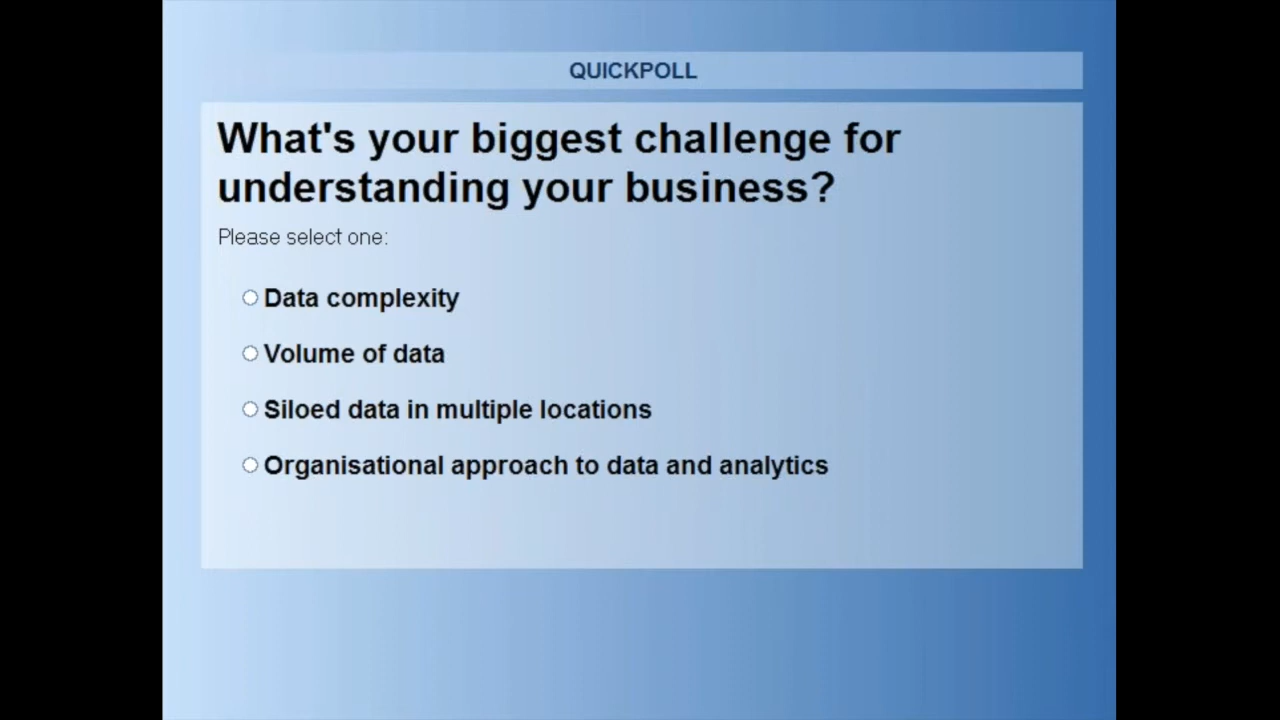 QUICKPOLL
What's your biggest challenge for
understanding your business?
Please select one:
Data complexity
Volume of data
Siloed data in multiple locations
Organisational approach to data and analytics